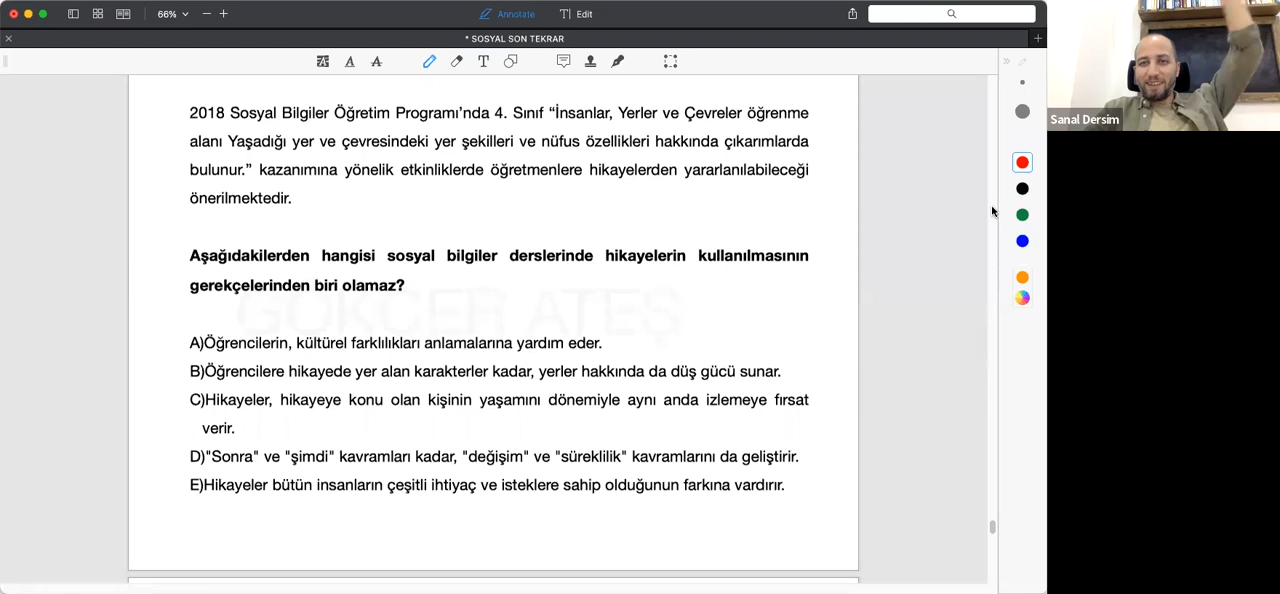 66%
Annotate
Edit
* SOSYAL SON TEKRAR
2018 Sosyal Bilgiler Öğretim Programı’nda 4. Sınıf “İnsanlar, Yerler ve Çevreler öğrenme
alanı Yaşadığı yer ve çevresindeki yer şekilleri ve nüfus özellikleri hakkında çıkarımlarda
bulunur.” kazanımına yönelik etkinliklerde öğretmenlere hikayelerden yararlanılabileceği
önerilmektedir.
Aşağıdakilerden hangisi sosyal bilgiler derslerinde hikayelerin kullanılmasının
gerekçelerinden biri olamaz?
GÖKÇER ATEŞ
A)Öğrencilerin, kültürel farklılıkları anlamalarına yardım eder.
B)Öğrencilere hikayede yer alan karakterler kadar, yerler hakkında da düş gücü sunar.
C)Hikayeler, hikayeye konu olan kişinin yaşamını dönemiyle aynı anda izlemeye fırsat
verir.
D)"Sonra" ve "şimdi" kavramları kadar, "değişim" ve "süreklilik" kavramlarını da geliştirir.
E)Hikayeler bütün insanların çeşitli ihtiyaç ve isteklere sahip olduğunun farkına vardırır.
Sanal Dersim